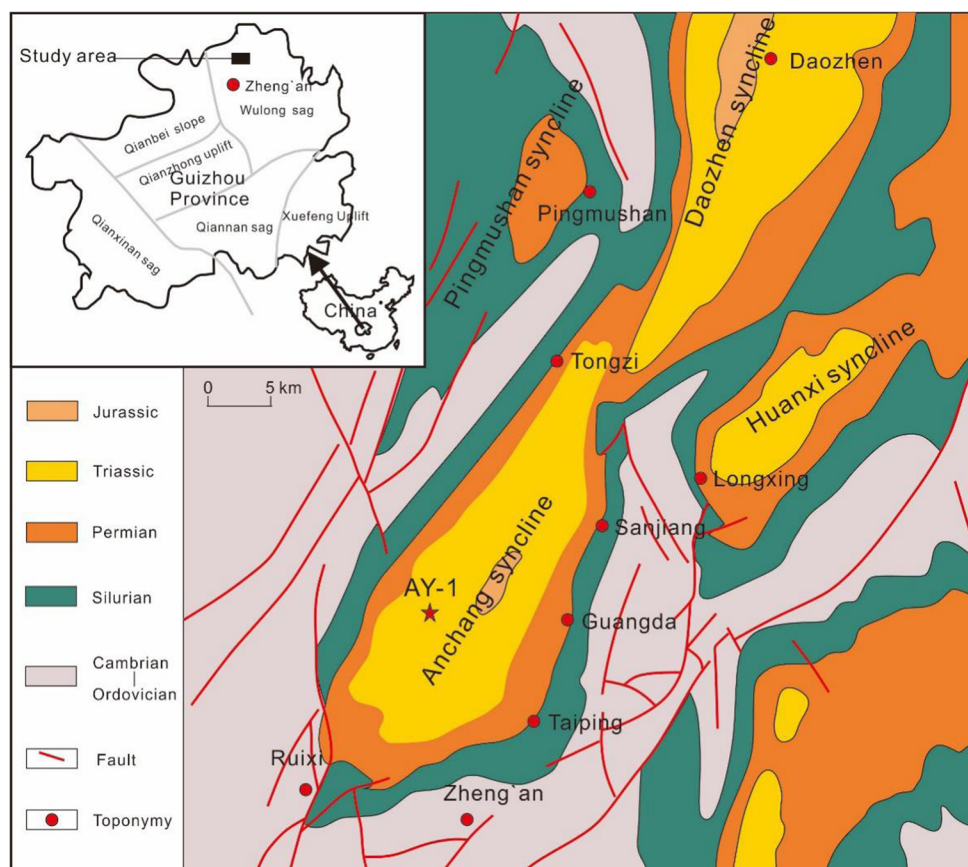 Study area
Zheng`an
Wulong sag
Qianbei slope
Qianzhong uplift
Guizhou
Province
Xuefeng Uplift
Qiannan sag
Qianxinan sag
China
Daozhen
Daozhen syncline
Pingmushan syncline
Pingmushan
Tongzi
Huanxi syncline
Longxing
Sanjiang
AY-1
Anchang syncline
Guangda
Taiping
Ruixi
Zheng`an
0 5 km
Jurassic
Triassic
Permian
Silurian
Cambrian
Ordovician
Fault
Toponymy